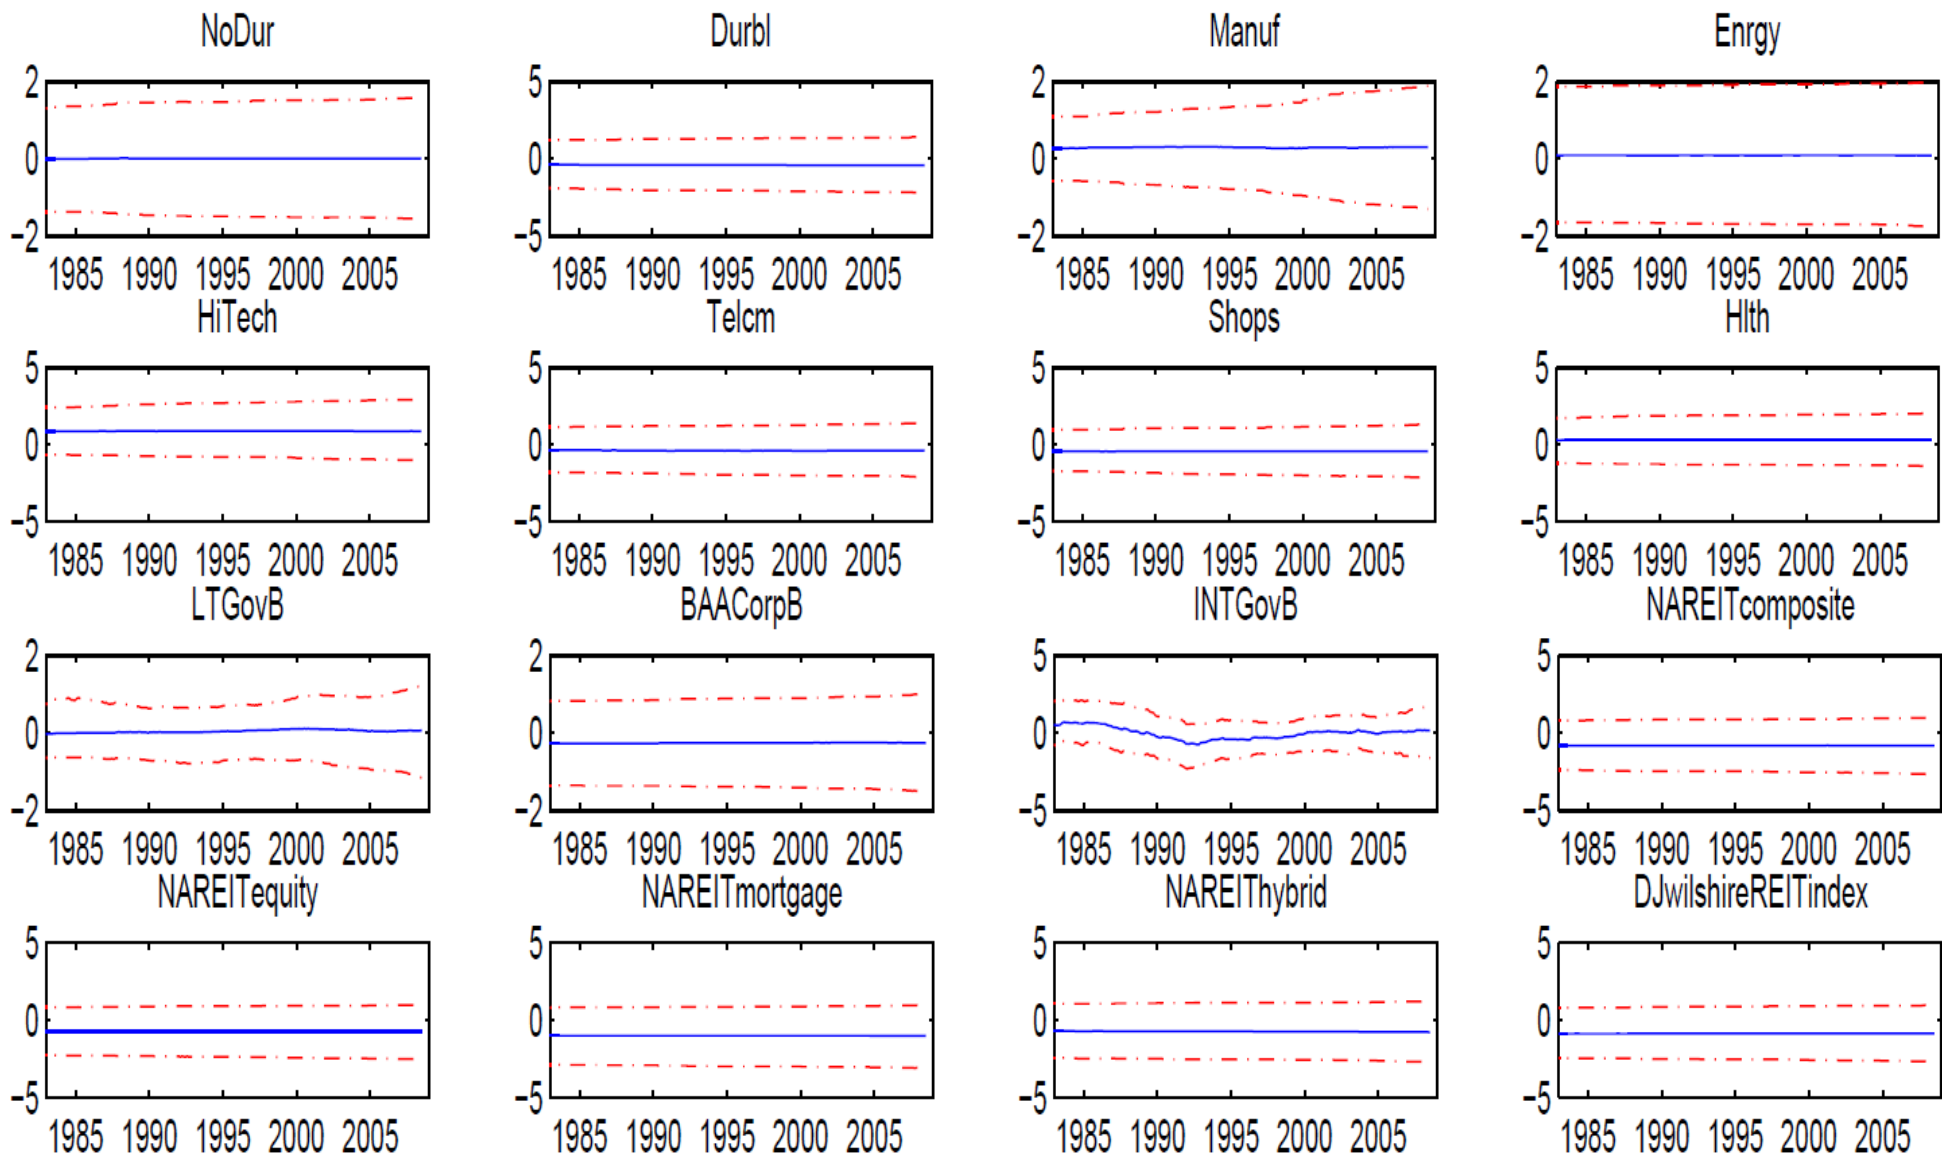 NoDur Durbl Manuf Enrgy
2 5 2 2
0 0 0 0
−2 −5 −2 −2
1985 1990 1995 2000 2005 1985 1990 1995 2000 2005 1985 1990 1995 2000 2005 1985 1990 1995 2000 2005
HiTech Telcm Shops Hlth
5 5 5 5
0 0 0 0
−5 −5 −5 −5
1985 1990 1995 2000 2005 1985 1990 1995 2000 2005 1985 1990 1995 2000 2005 1985 1990 1995 2000 2005
LTGovB BAACorpB INTGovB NAREITcomposite
2 2 5 5
0 0 0 0
−2 −2 −5 −5
1985 1990 1995 2000 2005 1985 1990 1995 2000 2005 1985 1990 1995 2000 2005 1985 1990 1995 2000 2005
NAREITequity NAREITmortgage NAREIThybrid DJwilshireREITindex
5 5 5 5
0 0 0 0
−5 −5 −5 −5
1985 1990 1995 2000 2005 1985 1990 1995 2000 2005 1985 1990 1995 2000 2005 1985 1990 1995 2000 2005